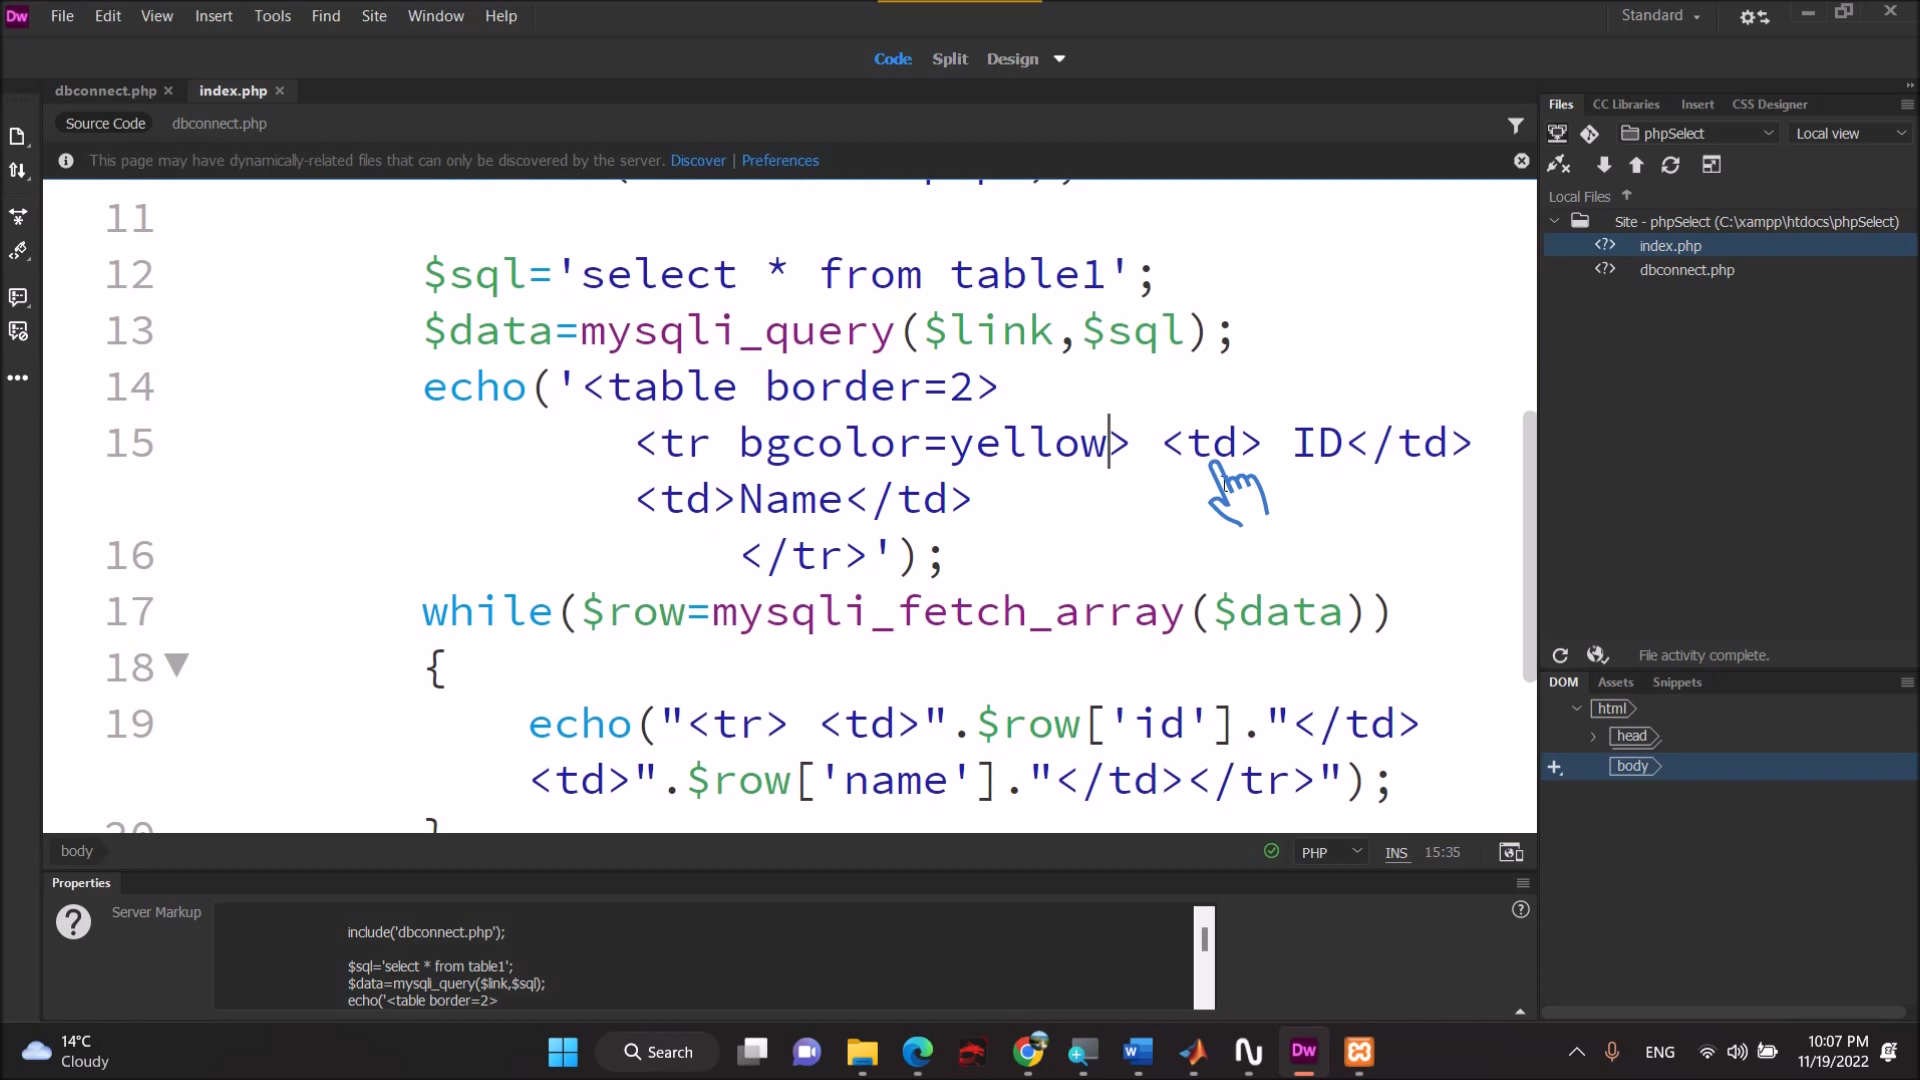 Dw File Edit View Insert Tools Find Site Window Help Standard
Code Split Design
dbconnect.php index.php
Source Code dbconnect.php
This page may have dynamically-related files that can only be discovered by the server. Discover | Preferences
11
12 $sql='select * from table1';
13 $data=mysqli_query($link,$sql);
14 echo('<table border=2>
15 <tr bgcolor=yellow> <td> ID</td>
<td>Name</td>
16 </tr>');
17 while($row=mysqli_fetch_array($data))
18 {
19 echo("<tr> <td>".$row['id']."</td>
<td>".$row['name']."</td></tr>");
20 }
body PHP INS 15:35
Properties
Server Markup
include('dbconnect.php');
$sql='select * from table1';
$data=mysqli_query($link,$sql);
echo('<table border=2>
Files CC Libraries Insert CSS Designer
phpSelect Local view
Local Files
Site - phpSelect (C:\xampp\htdocs\phpSelect)
index.php
dbconnect.php
File activity complete.
DOM Assets Snippets
html
head
body
14°C
Cloudy
Search
W
Dw
ENG
10:07 PM
11/19/2022